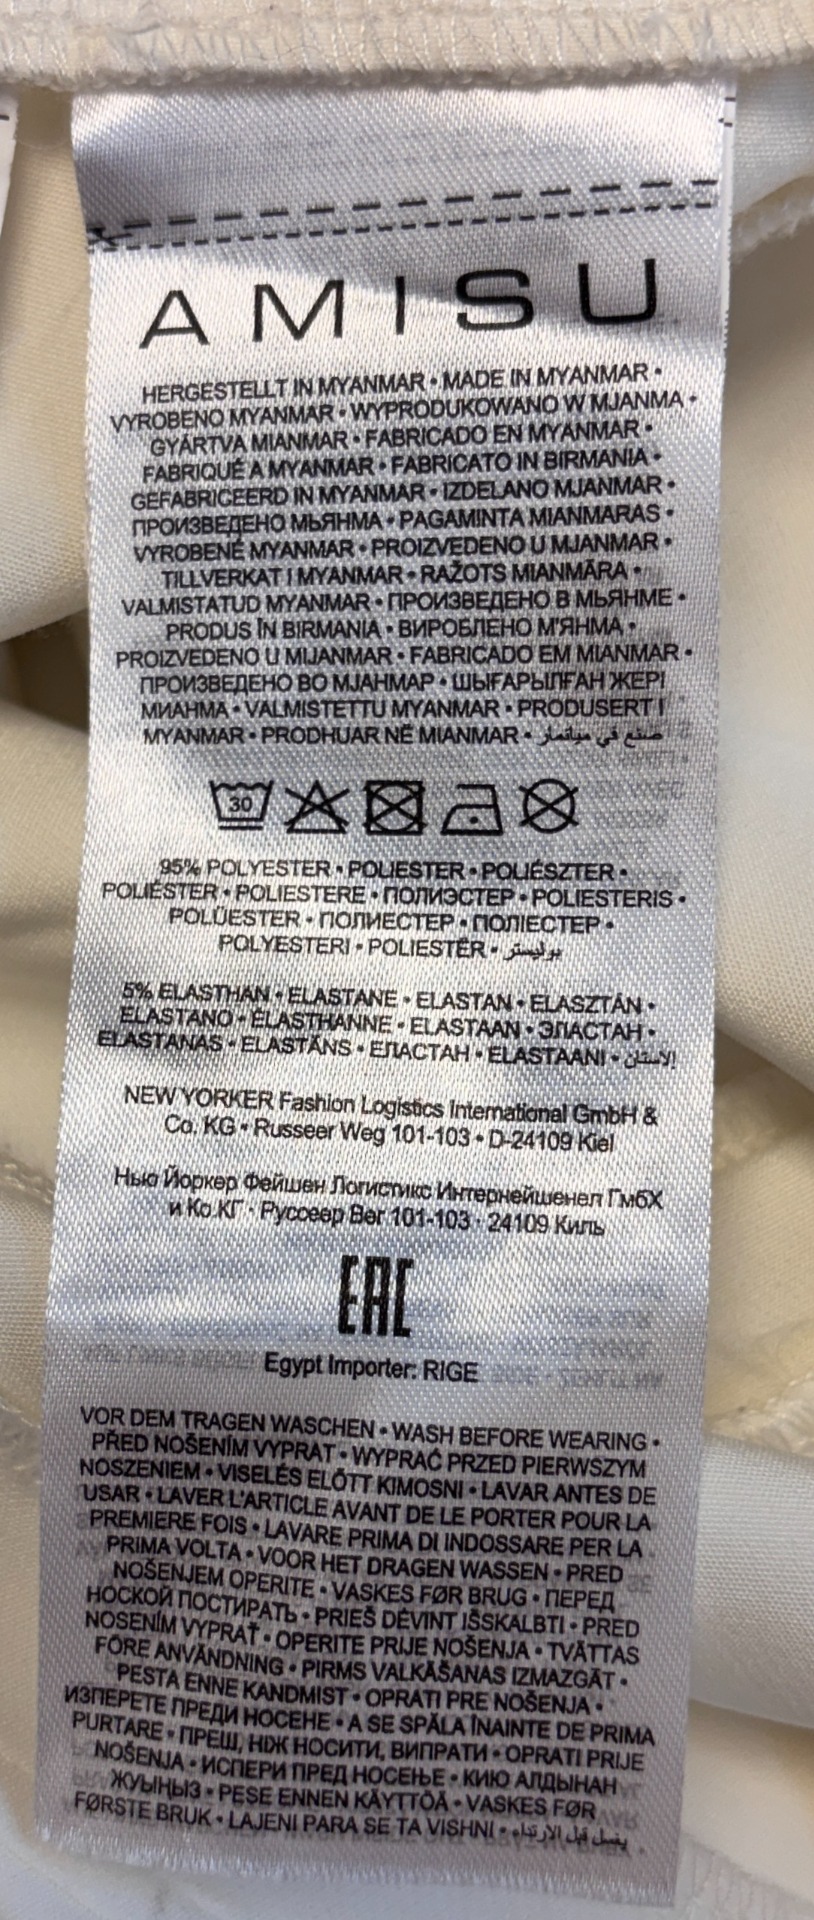 AMISU
HERGESTELLT IN MYANMAR • MADE IN MYANMAR •
VYROBENO MYANMAR • WYPRODUKOWANO W MJANMA •
GYÁRTVA MIANMAR • FABRICADO EN MYANMAR •
FABRIQUÉ A MYANMAR • FABRICATO IN BIRMANIA •
GEFABRICEERD IN MYANMAR • IZDELANO MJANMAR •
ПРОИЗВЕДЕНО МЬЯНМА • PAGAMINTA MIANMARAS •
VYROBENÉ MYANMAR • PROIZVEDENO U MJANMAR •
TILLVERKAT I MYANMAR • RAŽOTS MIANMĀRA •
VALMISTATUD MYANMAR • ПРОИЗВЕДЕНО В МЬЯНМЕ •
PRODUS ÎN BIRMANIA • ВИРОБЛЕНО М'ЯНМА •
PROIZVEDENO U MIJANMAR • FABRICADO EM MIANMAR •
ПРОИЗВЕДЕНО ВО МЈАНМАР • ШЫҒАРЫЛҒАН ЖЕРІ
МИАНМА • VALMISTETTU MYANMAR • PRODUSERT I
MYANMAR • PRODHUAR NË MIANMAR • صنع في ميانمار
30
95% POLYESTER • POLIESTER • POLIÉSZTER •
POLIÉSTER • POLIESTERE • ПОЛИЭСТЕР • POLIESTERIS •
POLÜESTER • ПОЛИЕСТЕР • ПОЛІЕСТЕР •
POLYESTERI • POLIESTËR • بوليستر
5% ELASTHAN • ELASTANE • ELASTAN • ELASZTÁN •
ELASTANO • ÉLASTHANNE • ELASTAAN • ЭЛАСТАН •
ELASTANAS • ELASTĀNS • ЕЛАСТАН • ELASTAANI • الاستان
NEW YORKER Fashion Logistics International GmbH &
Co. KG • Russeer Weg 101-103 • D-24109 Kiel
Нью Йоркер Фейшен Логистикс Интернейшенел ГмбХ
и Ко.КГ · Руссеер Вег 101-103 · 24109 Киль
EAC
Egypt Importer: RIGE
VOR DEM TRAGEN WASCHEN • WASH BEFORE WEARING •
PŘED NOŠENÍM VYPRAT • WYPRAĆ PRZED PIERWSZYM
NOSZENIEM • VISELÉS ELŐTT KIMOSNI • LAVAR ANTES DE
USAR • LAVER L'ARTICLE AVANT DE LE PORTER POUR LA
PREMIERE FOIS • LAVARE PRIMA DI INDOSSARE PER LA
PRIMA VOLTA • VOOR HET DRAGEN WASSEN • PRED
NOŠENJEM OPERITE • VASKES FØR BRUG • ПЕРЕД
НОСКОЙ ПОСТИРАТЬ • PRIEŠ DĖVINT IŠSKALBTI • PRED
NOSENÍM VYPRAŤ • OPERITE PRIJE NOŠENJA • TVÄTTAS
FÖRE ANVÄNDNING • PIRMS VALKĀŠANAS IZMAZGĀT •
PESTA ENNE KANDMIST • OPRATI PRE NOŠENJA •
ИЗПЕРЕТЕ ПРЕДИ НОСЕНЕ • A SE SPĂLA ÎNAINTE DE PRIMA
PURTARE • ПРЕШ, НІЖ НОСИТИ, ВИПРАТИ • OPRATI PRIJE
NOŠENJA • ИСПЕРИ ПРЕД НОСЕЊЕ • КИЮ АЛДЫНАН
ЖУЫҢЫЗ • PESE ENNEN KÄYTTÖÄ • VASKES FØR
FØRSTE BRUK • LAJENI PARA SE TA VISHNI • يغسل قبل الارتداء